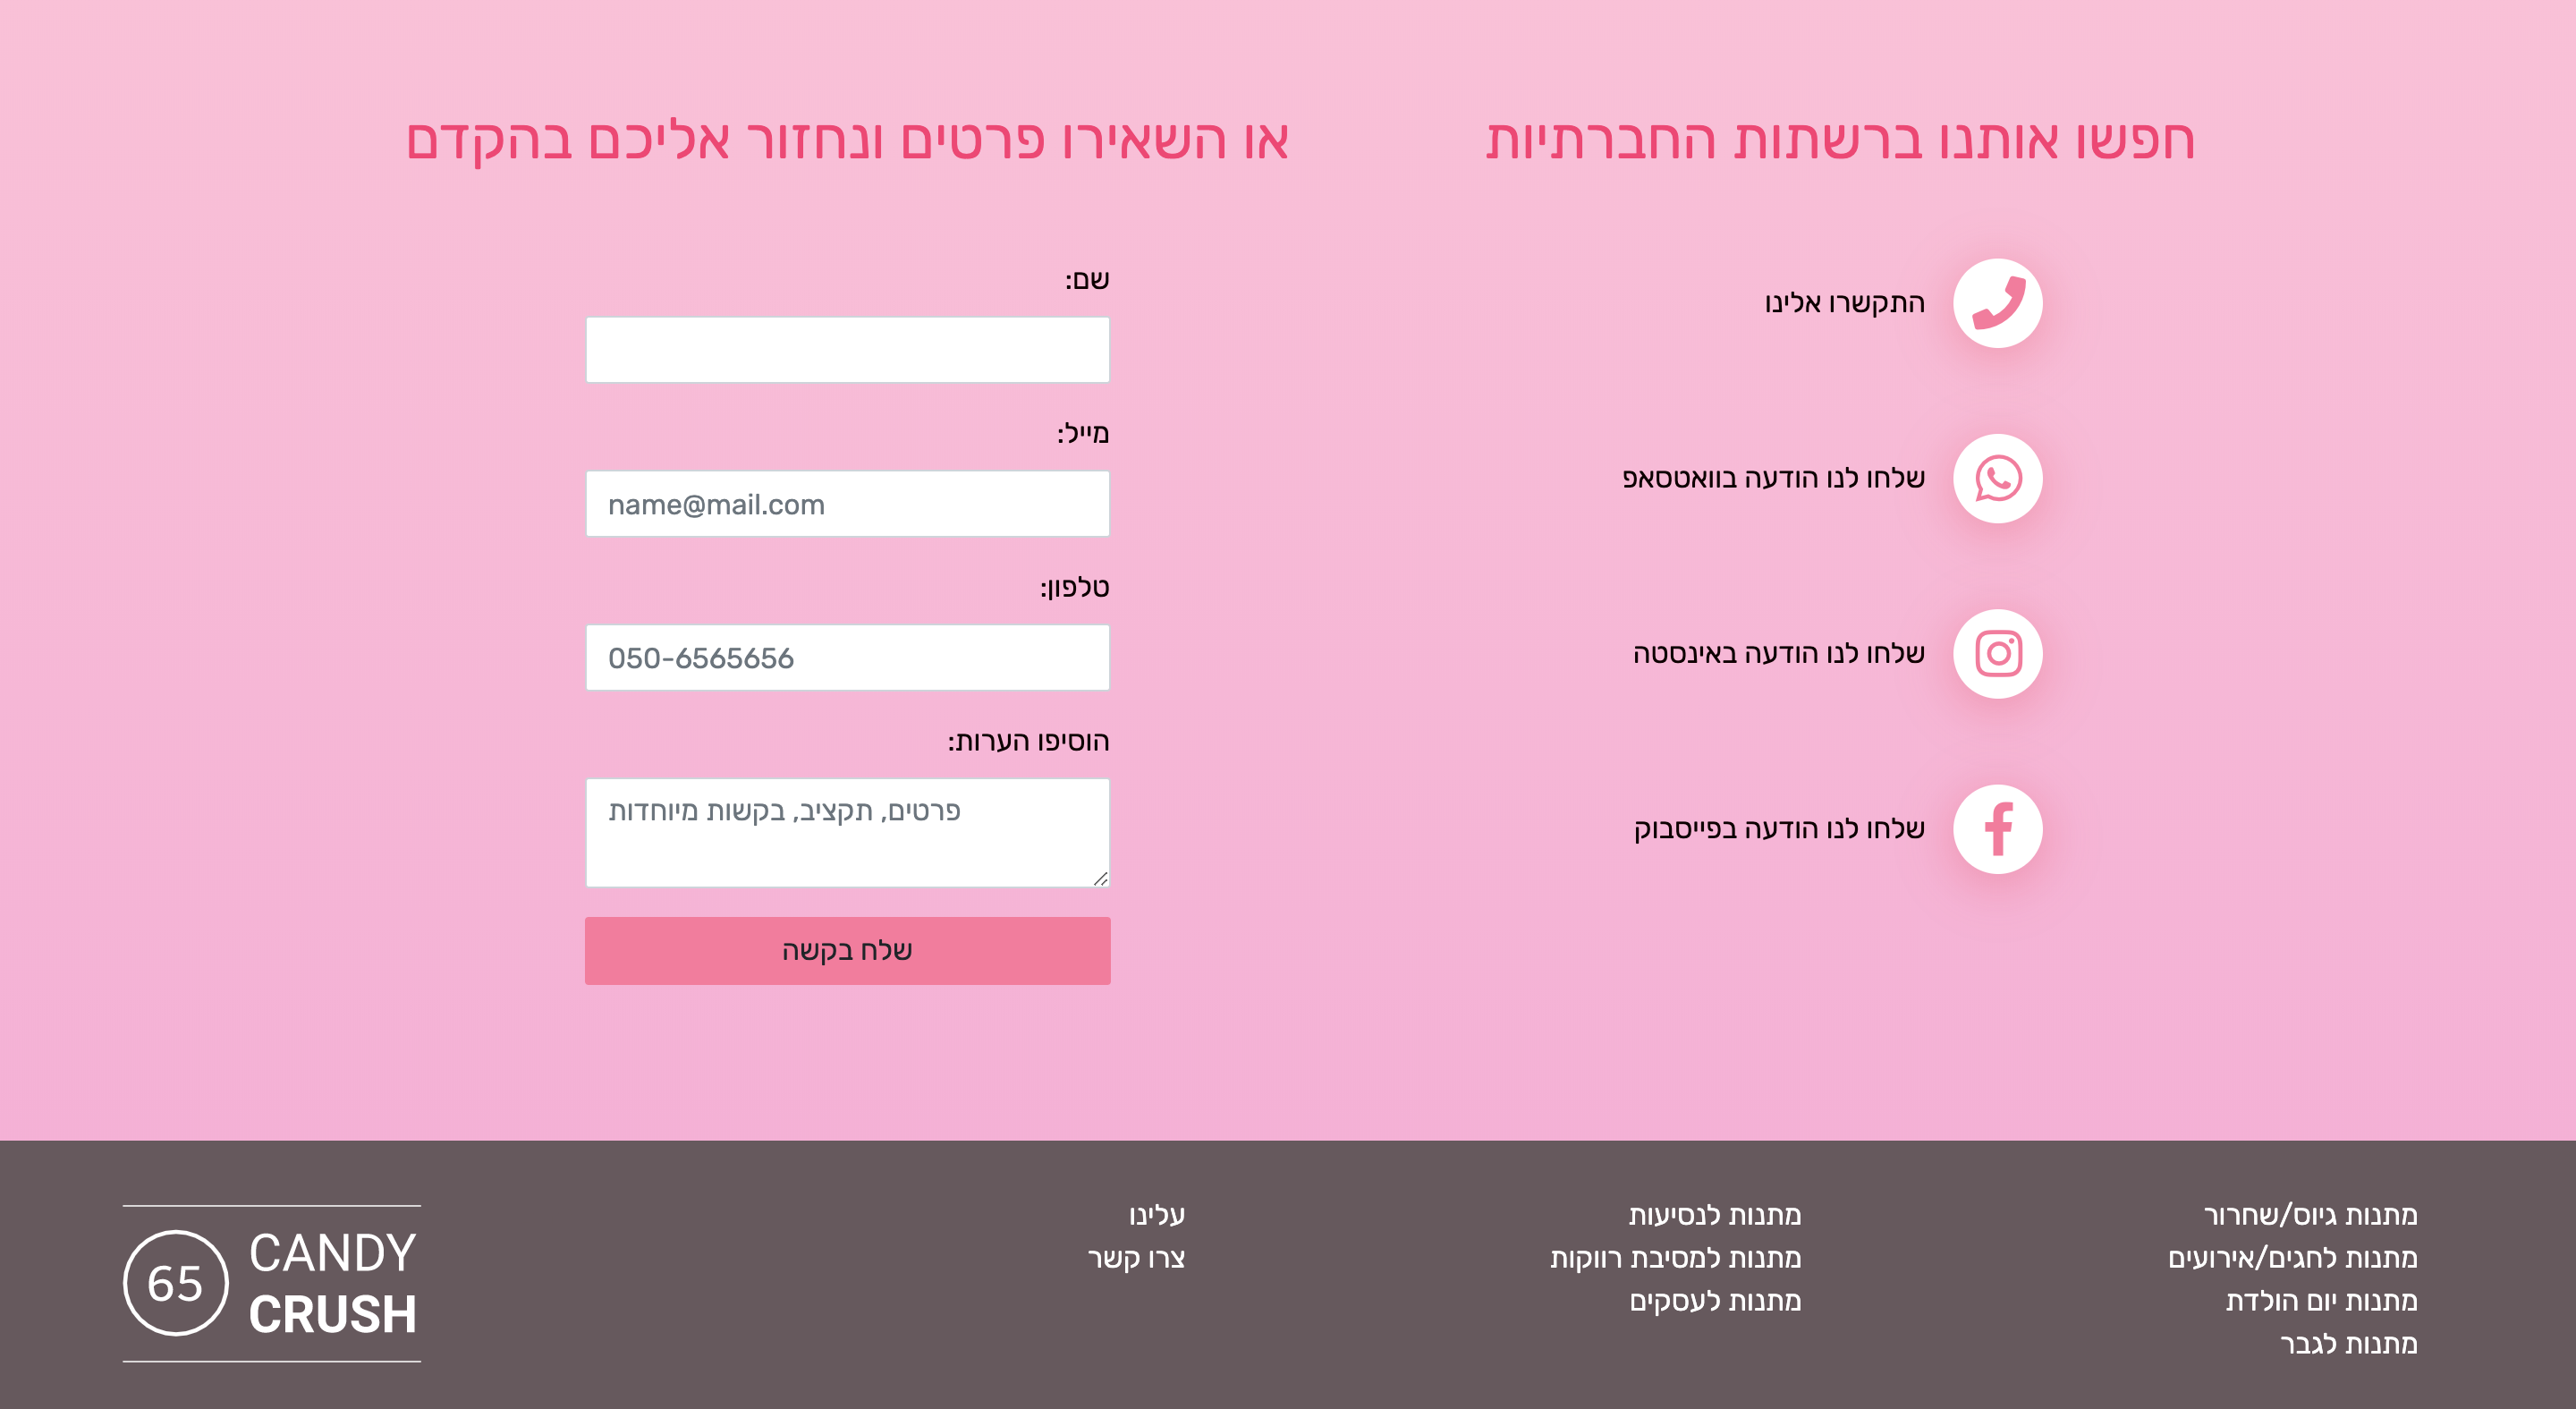 חפשו אותנו ברשתות החברתיות
התקשרו אלינו
שלחו לנו הודעה בוואטסאפ
שלחו לנו הודעה באינסטה
שלחו לנו הודעה בפייסבוק
או השאירו פרטים ונחזור אליכם בהקדם
שם:
מייל:
name@mail.com
טלפון:
050-6565656
הוסיפו הערות:
פרטים, תקציב, בקשות מיוחדות
שלח בקשה
מתנות גיוס/שחרור
מתנות לחגים/אירועים
מתנות יום הולדת
מתנות לגבר
מתנות לנסיעות
מתנות למסיבת רווקות
מתנות לעסקים
עלינו
צרו קשר
65
CANDY
CRUSH